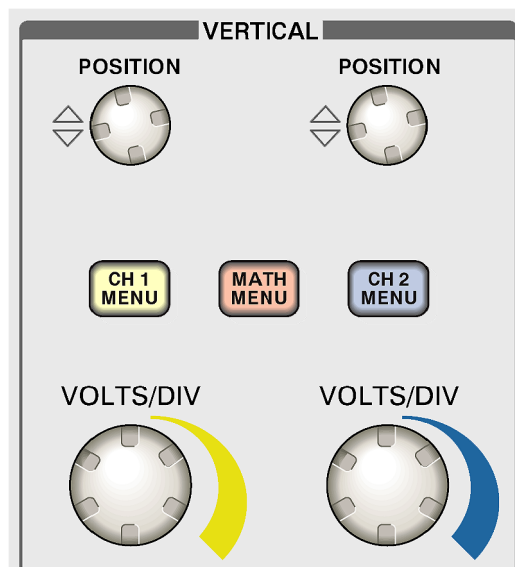 VERTICAL
POSITION
POSITION
CH 1
MENU
MATH
MENU
CH 2
MENU
VOLTS/DIV
VOLTS/DIV